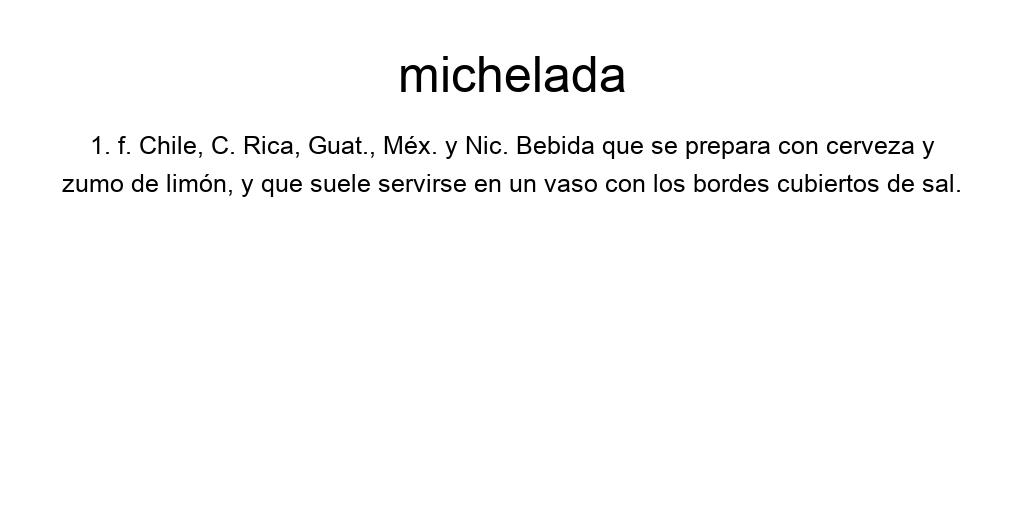 michelada
1. f. Chile, C. Rica, Guat., Méx. y Nic. Bebida que se prepara con cerveza y
zumo de limón, y que suele servirse en un vaso con los bordes cubiertos de sal.